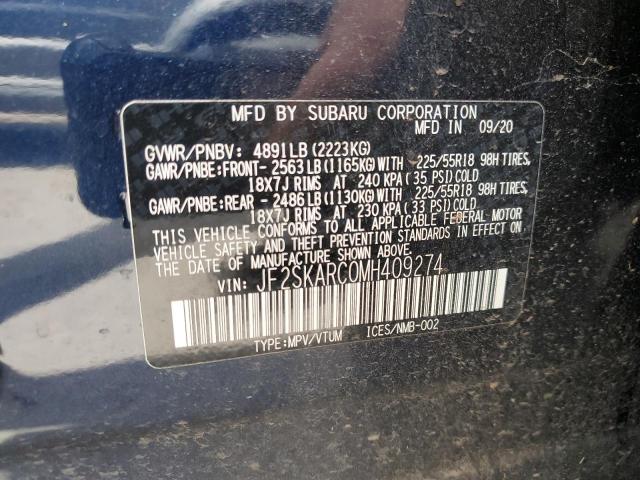 MFD BY SUBARU CORPORATION
MFD IN 09/20
GVWR/PNBV: 4891LB (2223KG)
GAWR/PNBE:FRONT- 2563LB (1165KG) WITH 225/55R18 98H TIRES,
18X7J RIMS AT 240 KPA (35 PSI) COLD
GAWR/PNBE:REAR - 2486LB (1130KG) WITH 225/55R18 98H TIRES,
18X7J RIMS AT 230 KPA (33 PSI) COLD
THIS VEHICLE CONFORMS TO ALL APPLICABLE FEDERAL MOTOR
VEHICLE SAFETY AND THEFT PREVENTION STANDARDS IN EFFECT ON
THE DATE OF MANUFACTURE SHOWN ABOVE.
VIN: JF2SKARC0MH409274
TYPE:MPV/VTUM ICES/NMB-002